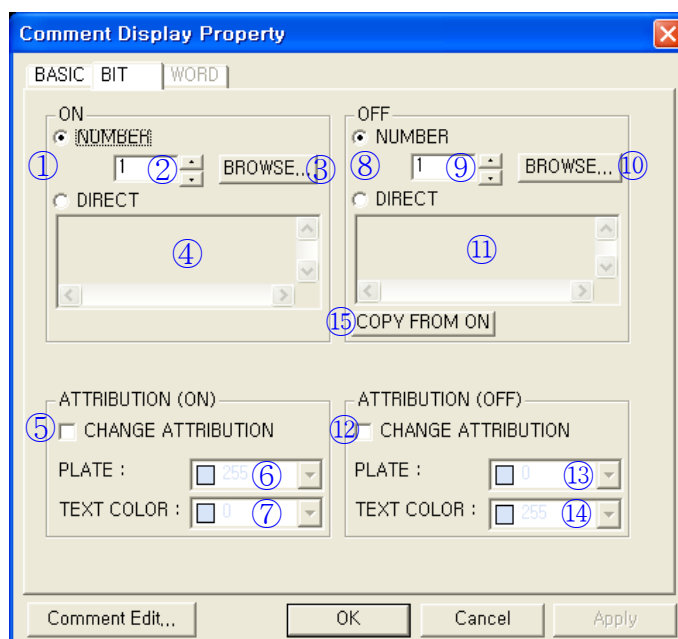 Comment Display Property
BASIC BIT WORD
ON
NUMBER
① 1 ② BROWSE... ③
DIRECT
④
OFF
NUMBER
⑧ 1 ⑨ BROWSE... ⑩
DIRECT
⑪
⑮ COPY FROM ON
ATTRIBUTION (ON)
⑤ CHANGE ATTRIBUTION
PLATE : 255 ⑥
TEXT COLOR : 0 ⑦
ATTRIBUTION (OFF)
⑫ CHANGE ATTRIBUTION
PLATE : 0 ⑬
TEXT COLOR : 255 ⑭
Comment Edit... OK Cancel Apply